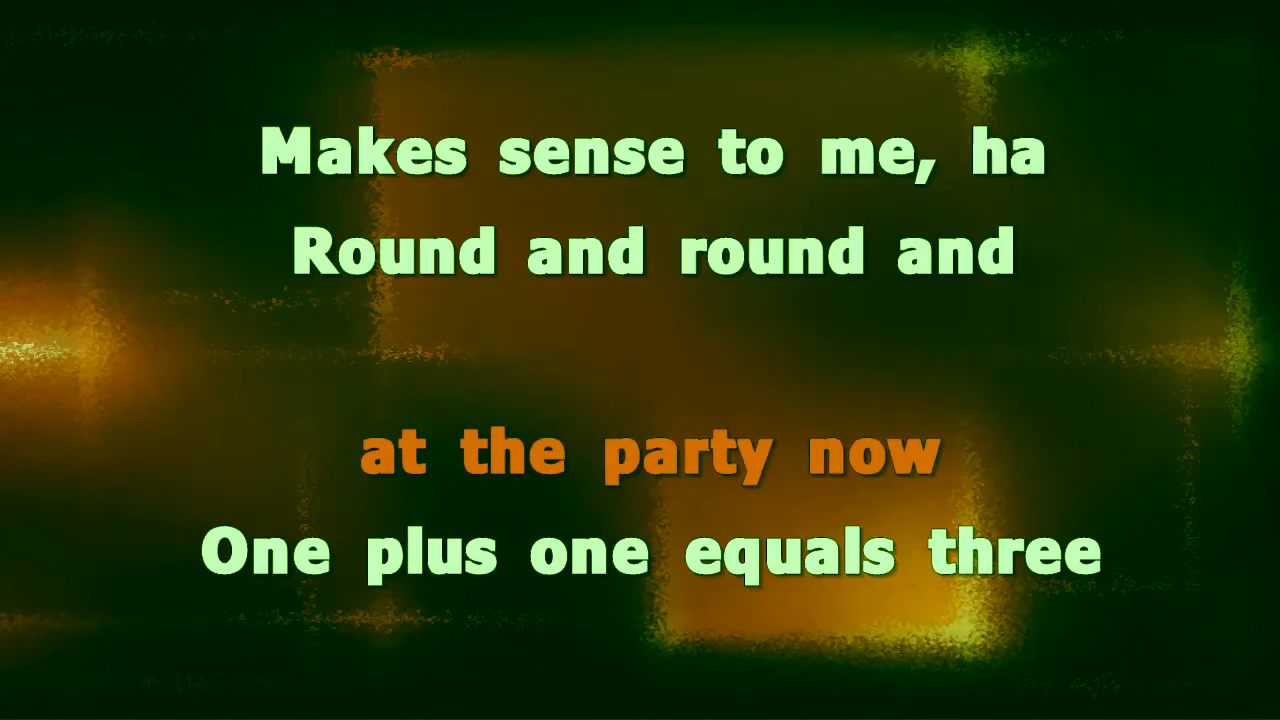 Makes sense to me, ha
Round and round and
at the party now
One plus one equals three